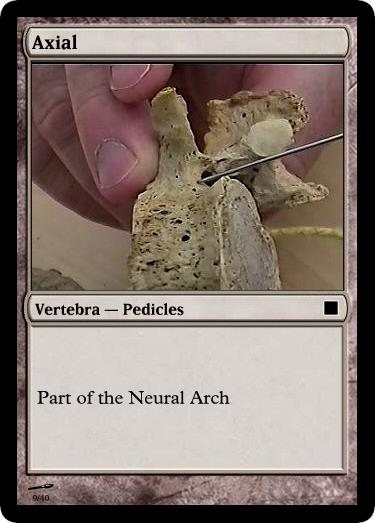 Axial
Vertebra — Pedicles
Part of the Neural Arch
9/40